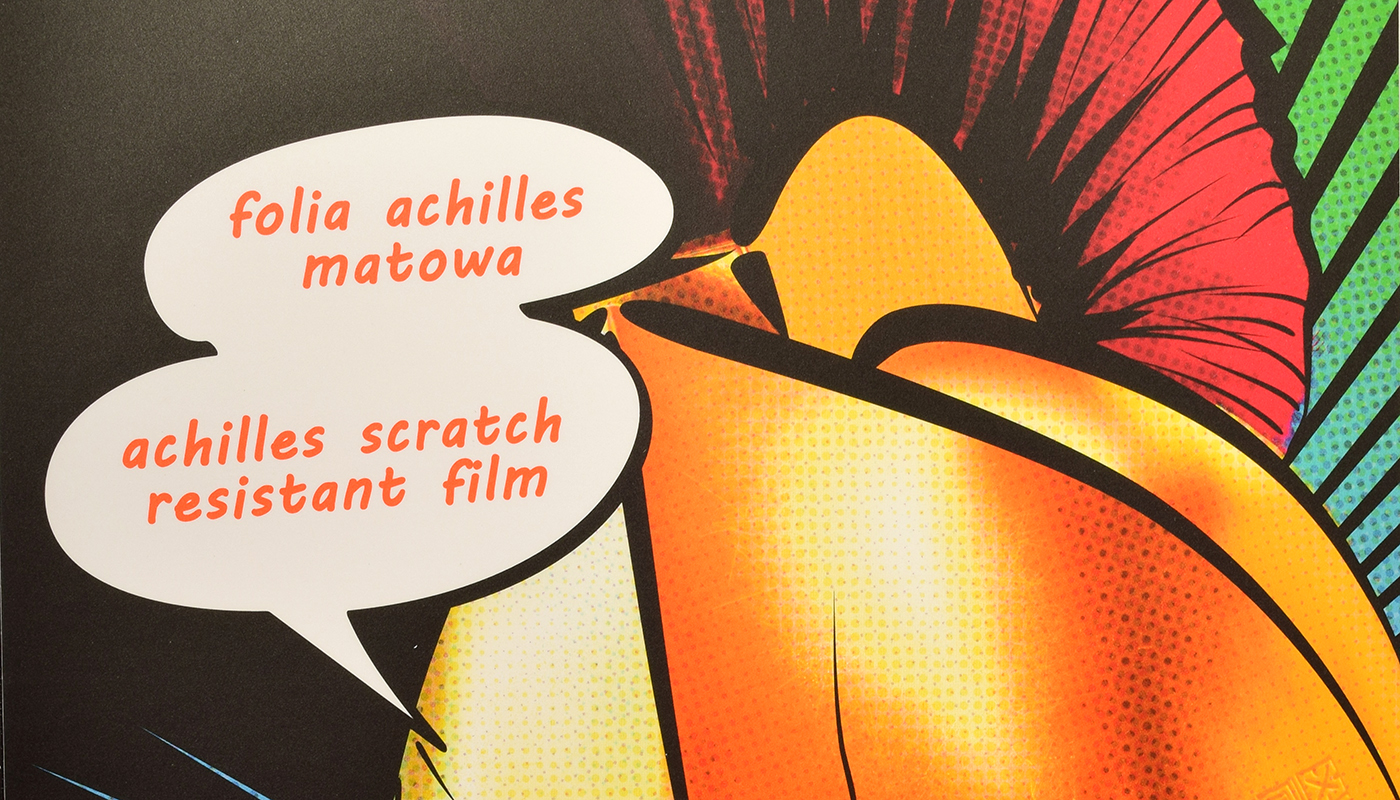 folia achilles
matowa
achilles scratch
resistant film